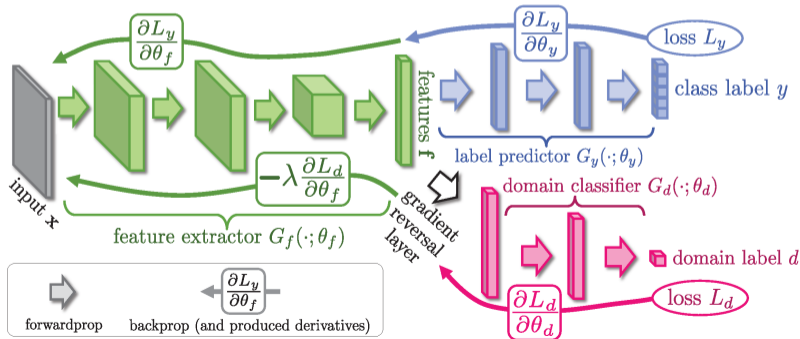 ∂L_y/∂θ_f
∂L_y/∂θ_y
loss L_y
features f
class label y
label predictor G_y(·;θ_y)
input x
−λ ∂L_d/∂θ_f
feature extractor G_f(·;θ_f)
gradient
reversal
layer
domain classifier G_d(·;θ_d)
domain label d
∂L_d/∂θ_d
loss L_d
∂L_y/∂θ_f
forwardprop
backprop (and produced derivatives)